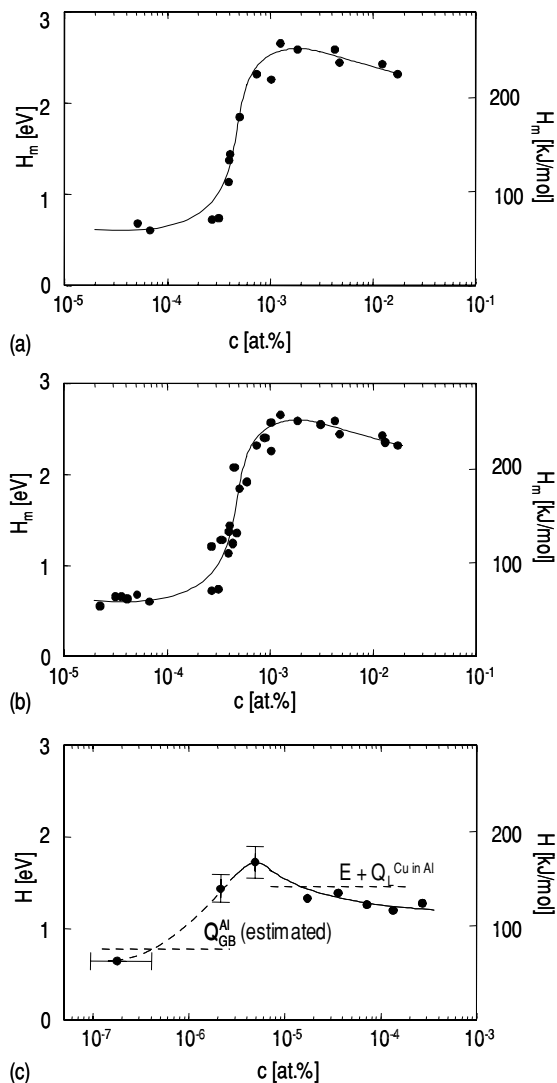 3
2
1
0
H_m [eV]
200
100
H_m [kJ/mol]
10^-5 10^-4 10^-3 10^-2 10^-1
(a) c [at.%]
3
2
1
0
H_m [eV]
200
100
H_m [kJ/mol]
10^-5 10^-4 10^-3 10^-2 10^-1
(b) c [at.%]
3
2
1
0
H [eV]
200
100
H [kJ/mol]
E + Q_L^Cu in Al
Q_GB^Al (estimated)
10^-7 10^-6 10^-5 10^-4 10^-3
(c) c [at.%]